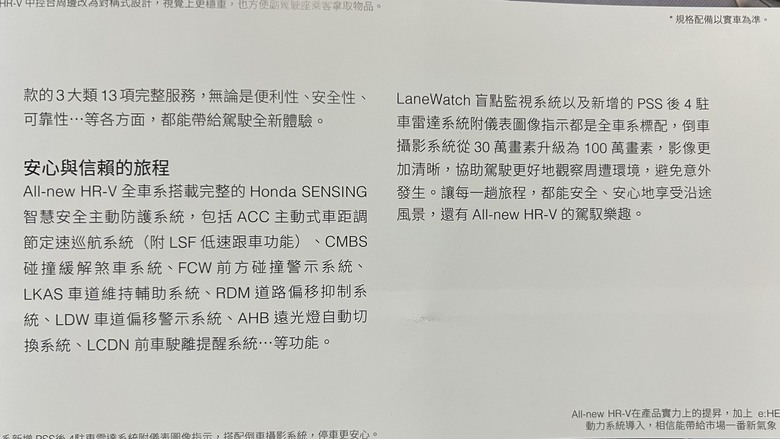 HR-V 中控台周邊改為對稱式設計，視覺上更穩重，也方便副駕駛座乘客拿取物品。
*規格配備以實車為準。
款的3大類13項完整服務，無論是便利性、安全性、
可靠性…等各方面，都能帶給駕駛全新體驗。
安心與信賴的旅程
All-new HR-V 全車系搭載完整的 Honda SENSING
智慧安全主動防護系統，包括 ACC 主動式車距調
節定速巡航系統（附 LSF 低速跟車功能）、CMBS
碰撞緩解煞車系統、FCW 前方碰撞警示系統、
LKAS 車道維持輔助系統、RDM 道路偏移抑制系
統、LDW 車道偏移警示系統、AHB 遠光燈自動切
換系統、LCDN 前車駛離提醒系統…等功能。
LaneWatch 盲點監視系統以及新增的 PSS 後 4 駐
車雷達系統附儀表圖像指示都是全車系標配，倒車
攝影系統從 30 萬畫素升級為 100 萬畫素，影像更
加清晰，協助駕駛更好地觀察周遭環境，避免意外
發生。讓每一趟旅程，都能安全、安心地享受沿途
風景，還有 All-new HR-V 的駕馭樂趣。
All-new HR-V在產品實力上的提昇，加上 e:HE
動力系統導入，相信能帶給市場一番新氣象
系新增 PSS後 4駐車雷達系統附儀表圖像指示，搭配倒車攝影系統，停車更安心。